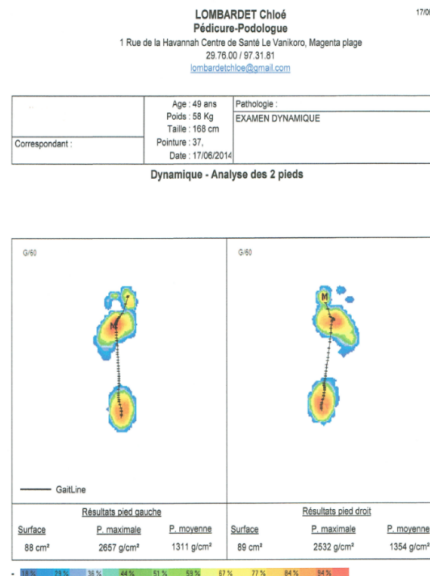 LOMBARDET Chloé
17/0
Pédicure-Podologue
1 Rue de la Havannah Centre de Santé Le Vanikoro, Magenta plage
29.76.00 / 97.31.81
lombardetchloe@gmail.com
Age : 49 ans
Poids : 58 Kg
Taille : 168 cm
Pointure : 37,
Date : 17/06/2014
Correspondant :
Pathologie :
EXAMEN DYNAMIQUE
Dynamique - Analyse des 2 pieds
G/60
G/60
M
M
GaitLine
Résultats pied gauche
Surface P. maximale P. moyenne
88 cm² 2657 g/cm² 1311 g/cm²
Résultats pied droit
Surface P. maximale P. moyenne
89 cm² 2532 g/cm² 1354 g/cm²
36 % 44% 51 % 59 % 67 % 77 % 84 % 94 %